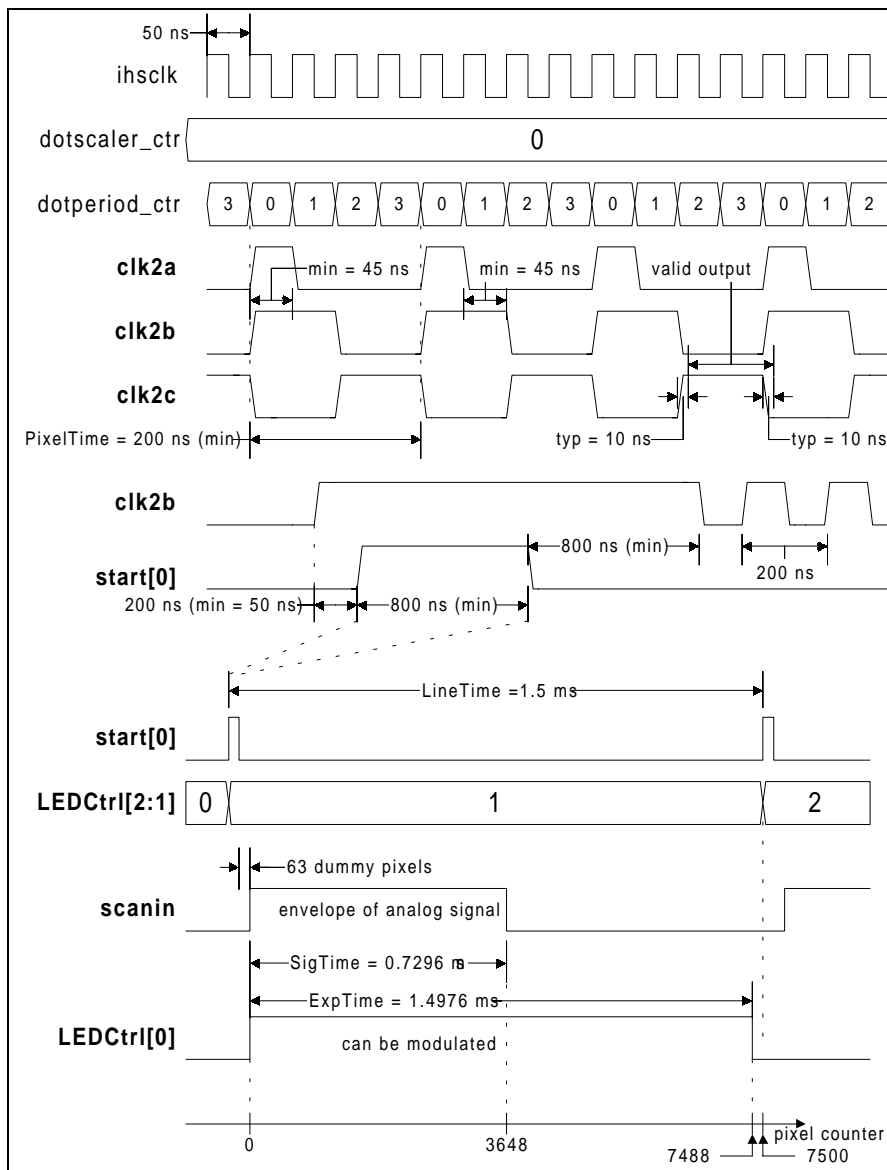 50 ns
ihsclk
dotscaler_ctr
0
dotperiod_ctr
3 0 1 2 3 0 1 2 3 0 1 2 3 0 1 2
clk2a
min = 45 ns
min = 45 ns
valid output
clk2b
clk2c
PixelTime = 200 ns (min)
typ = 10 ns
typ = 10 ns
clk2b
800 ns (min)
start[0]
200 ns
200 ns (min = 50 ns)
800 ns (min)
LineTime =1.5 ms
start[0]
LEDCtrl[2:1]
0 1 2
63 dummy pixels
scanin
envelope of analog signal
SigTime = 0.7296 ms
ExpTime = 1.4976 ms
LEDCtrl[0]
can be modulated
pixel counter
0 3648
7488 7500